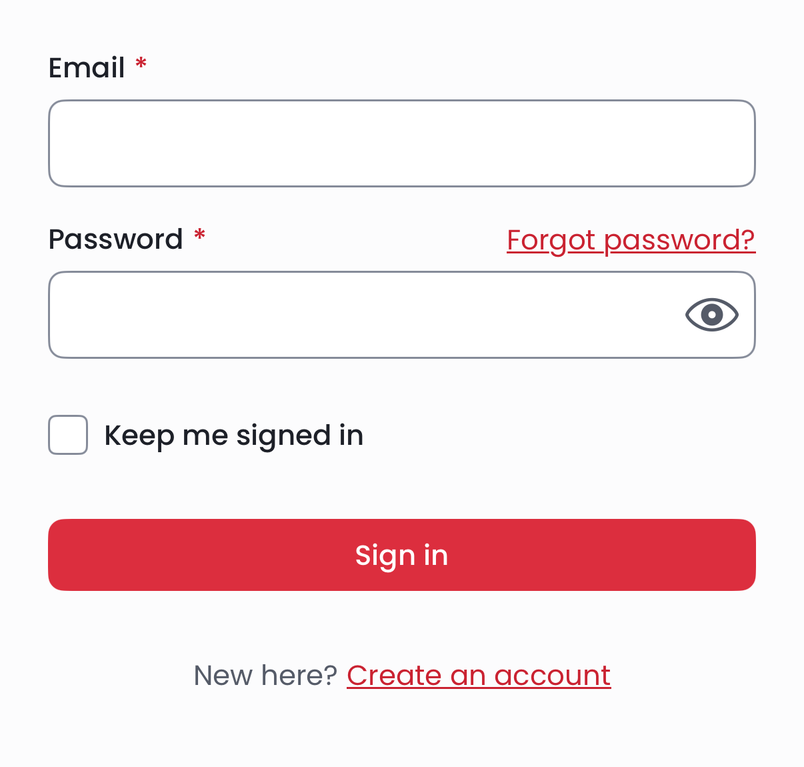 Email *
Password * Forgot password?
Keep me signed in
Sign in
New here? Create an account